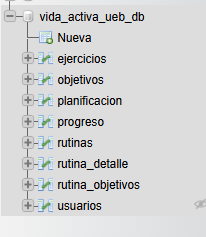 vida_activa_ueb_db
Nueva
ejercicios
objetivos
planificacion
progreso
rutinas
rutina_detalle
rutina_objetivos
usuarios